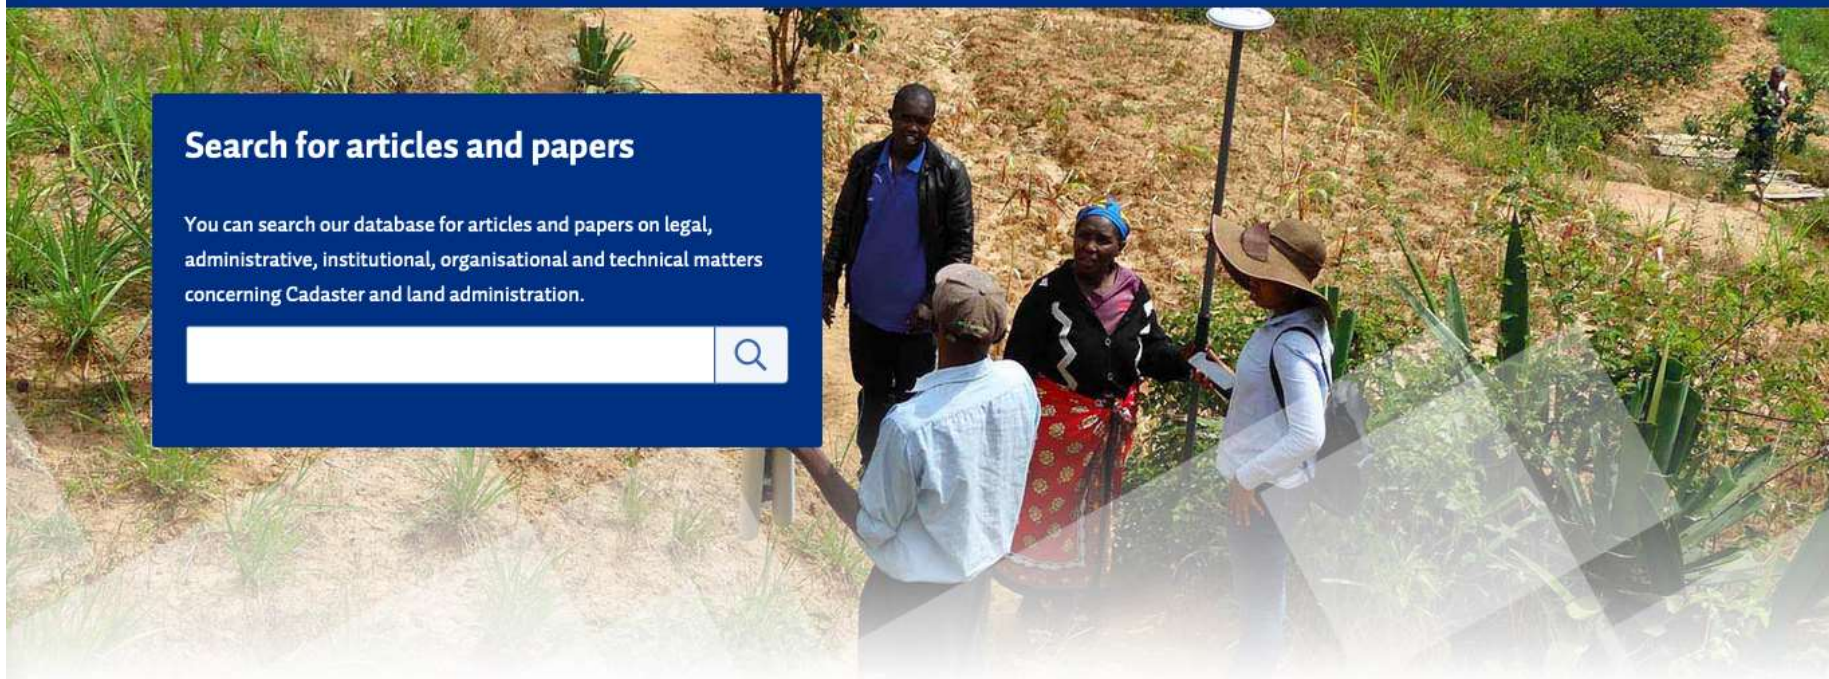 Search for articles and papers
You can search our database for articles and papers on legal,
administrative, institutional, organisational and technical matters
concerning Cadaster and land administration.